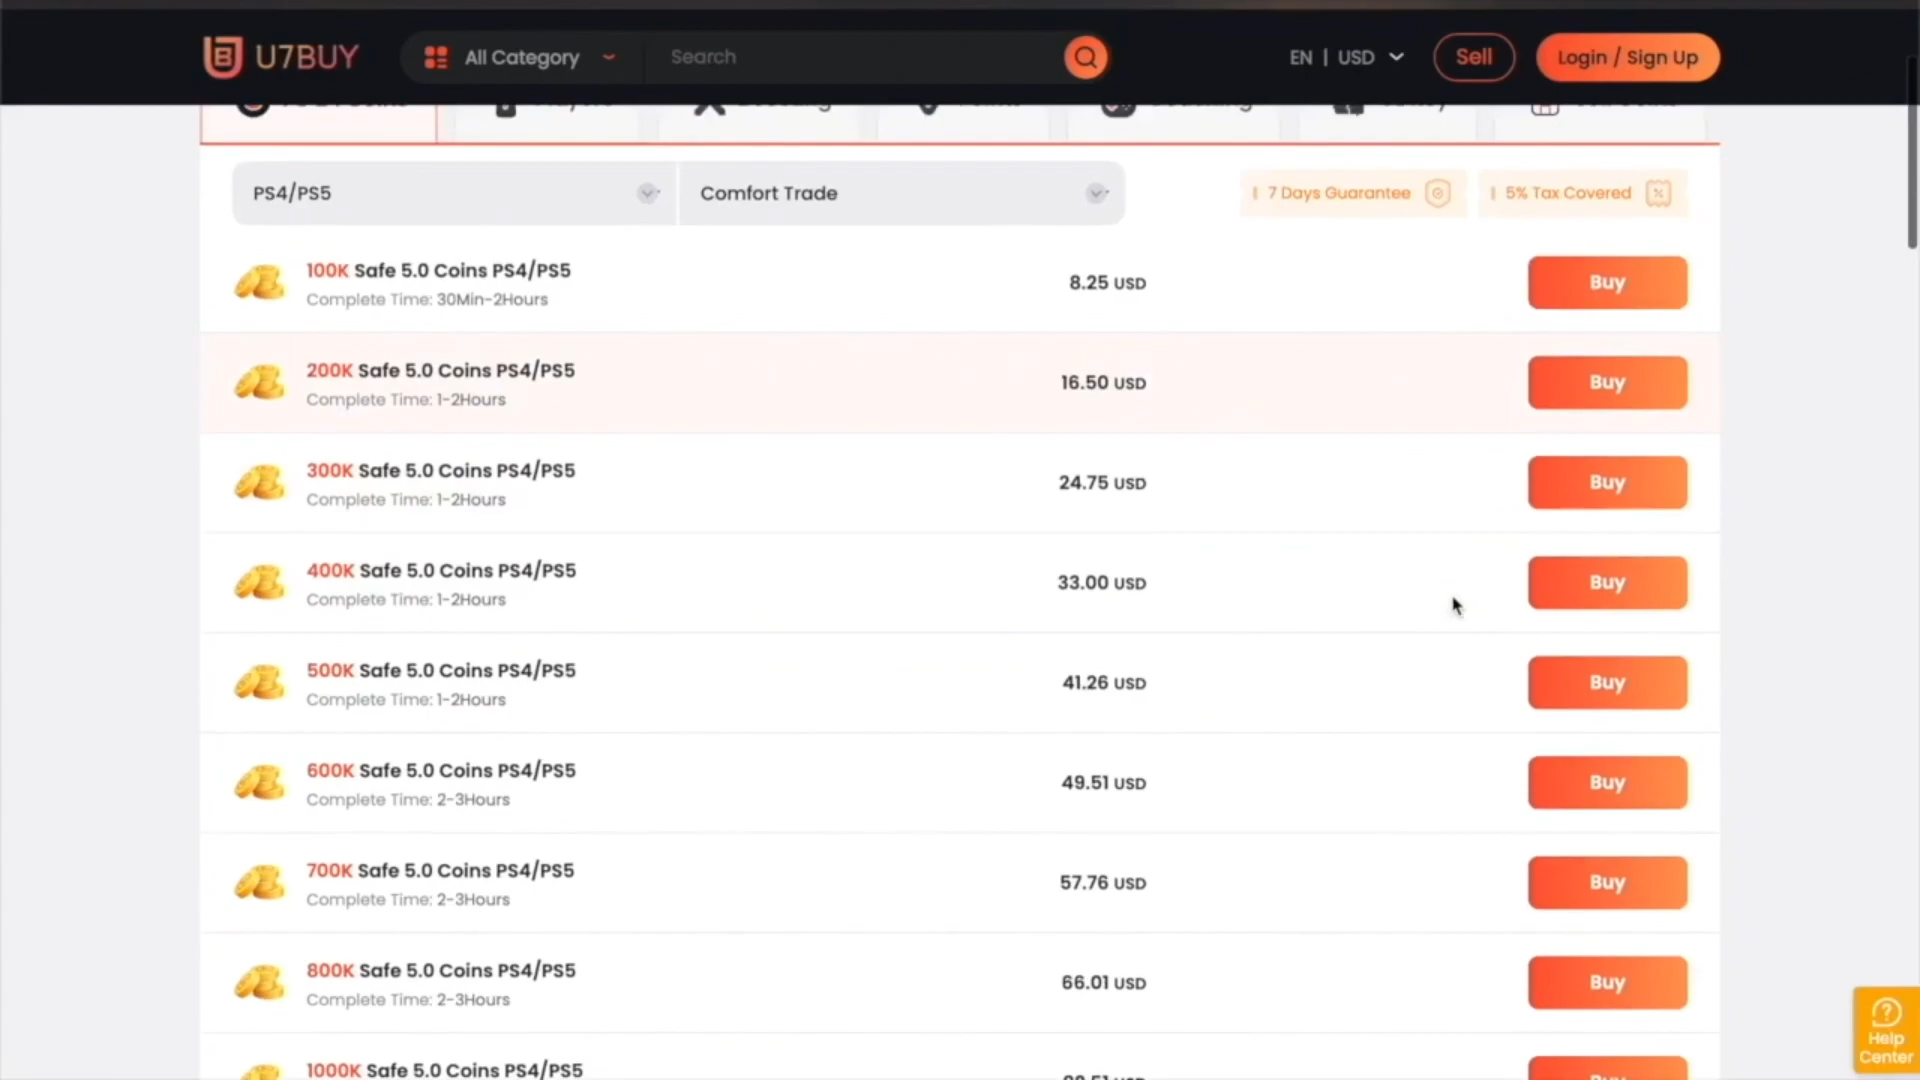 U7BUY
All Category
Search
EN | USD
Sell
Login / Sign Up
PS4/PS5
Comfort Trade
7 Days Guarantee
5% Tax Covered
100K Safe 5.0 Coins PS4/PS5
Complete Time: 30Min-2Hours
8.25 USD
Buy
200K Safe 5.0 Coins PS4/PS5
Complete Time: 1-2Hours
16.50 USD
Buy
300K Safe 5.0 Coins PS4/PS5
Complete Time: 1-2Hours
24.75 USD
Buy
400K Safe 5.0 Coins PS4/PS5
Complete Time: 1-2Hours
33.00 USD
Buy
500K Safe 5.0 Coins PS4/PS5
Complete Time: 1-2Hours
41.26 USD
Buy
600K Safe 5.0 Coins PS4/PS5
Complete Time: 2-3Hours
49.51 USD
Buy
700K Safe 5.0 Coins PS4/PS5
Complete Time: 2-3Hours
57.76 USD
Buy
800K Safe 5.0 Coins PS4/PS5
Complete Time: 2-3Hours
66.01 USD
Buy
1000K Safe 5.0 Coins PS4/PS5
Help
Center